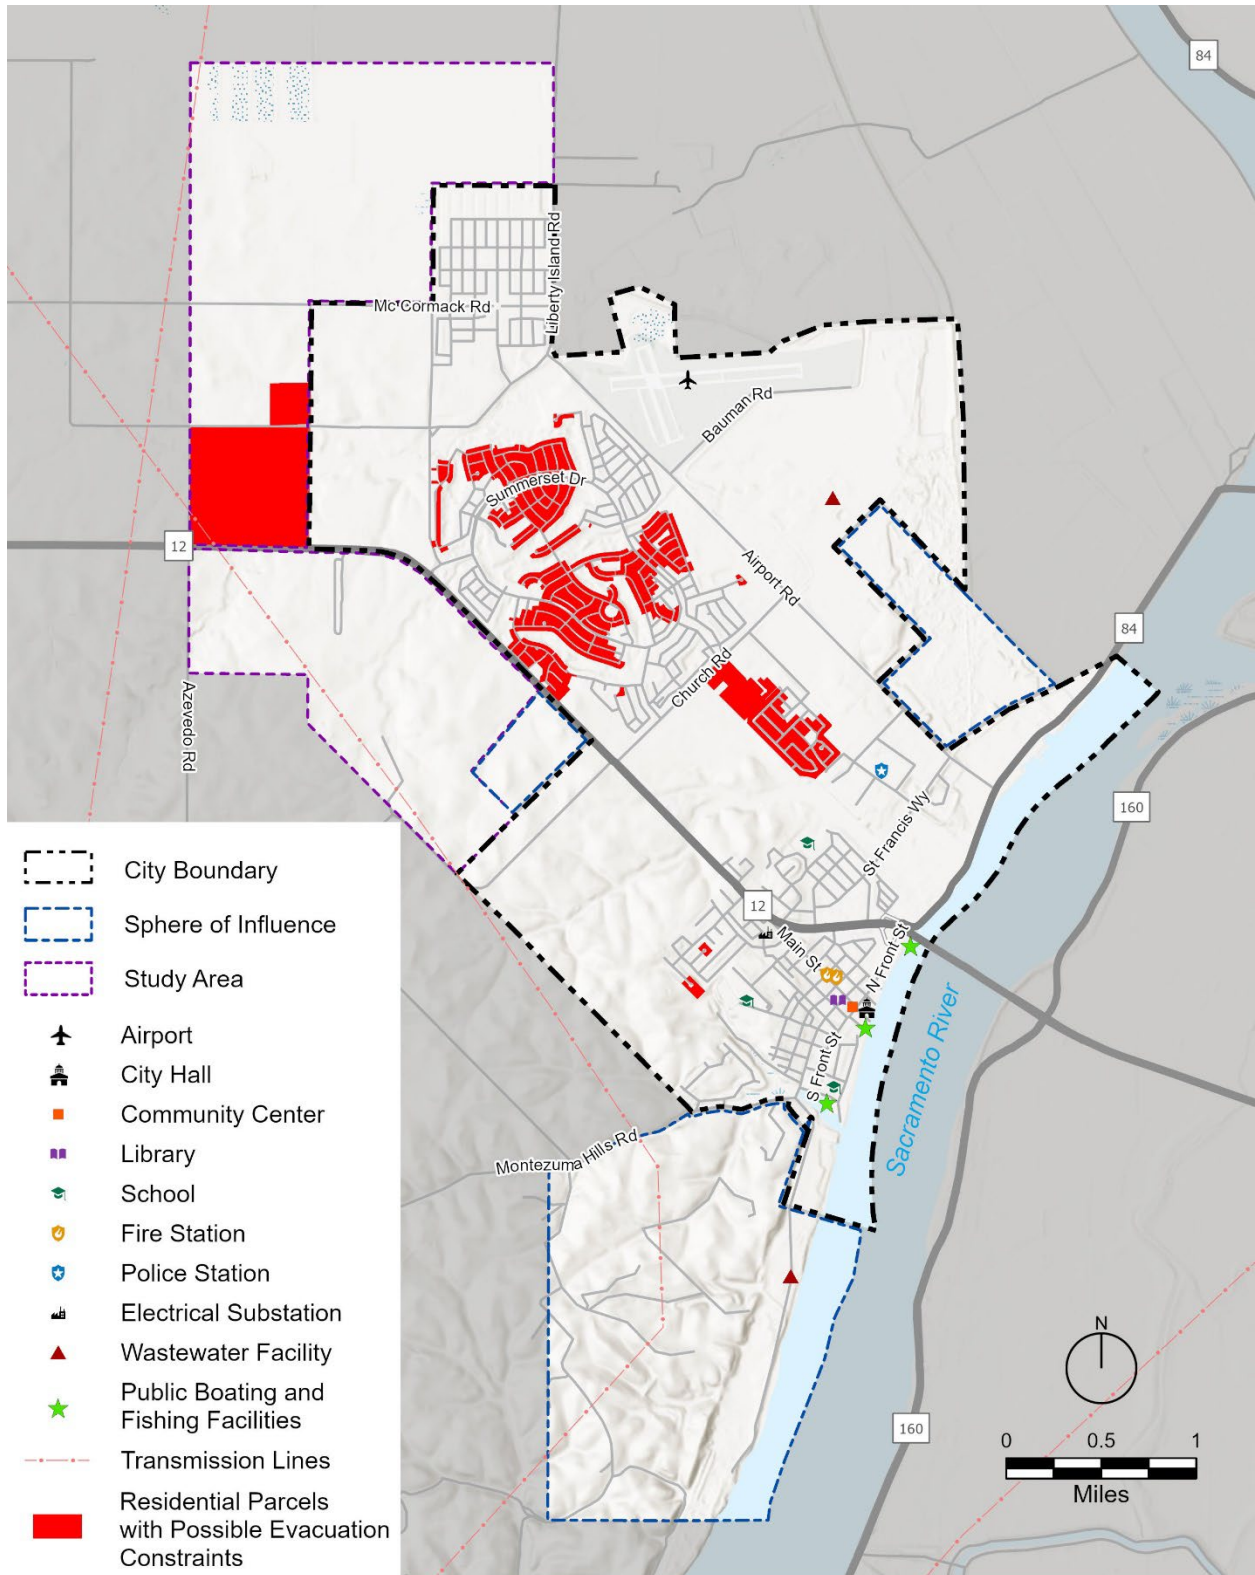 84
Liberty Island Rd
Mc Cormack Rd
Bauman Rd
Summerset Dr
12
Airport Rd
84
Church Rd
Azevedo Rd
160
St Francis Wy
12
Main St
N Front St
S Front St
Sacramento River
Montezuma Hills Rd
160
City Boundary
Sphere of Influence
Study Area
Airport
City Hall
Community Center
Library
School
Fire Station
Police Station
Electrical Substation
Wastewater Facility
Public Boating and
Fishing Facilities
Transmission Lines
Residential Parcels
with Possible Evacuation
Constraints
N
0 0.5 1
Miles